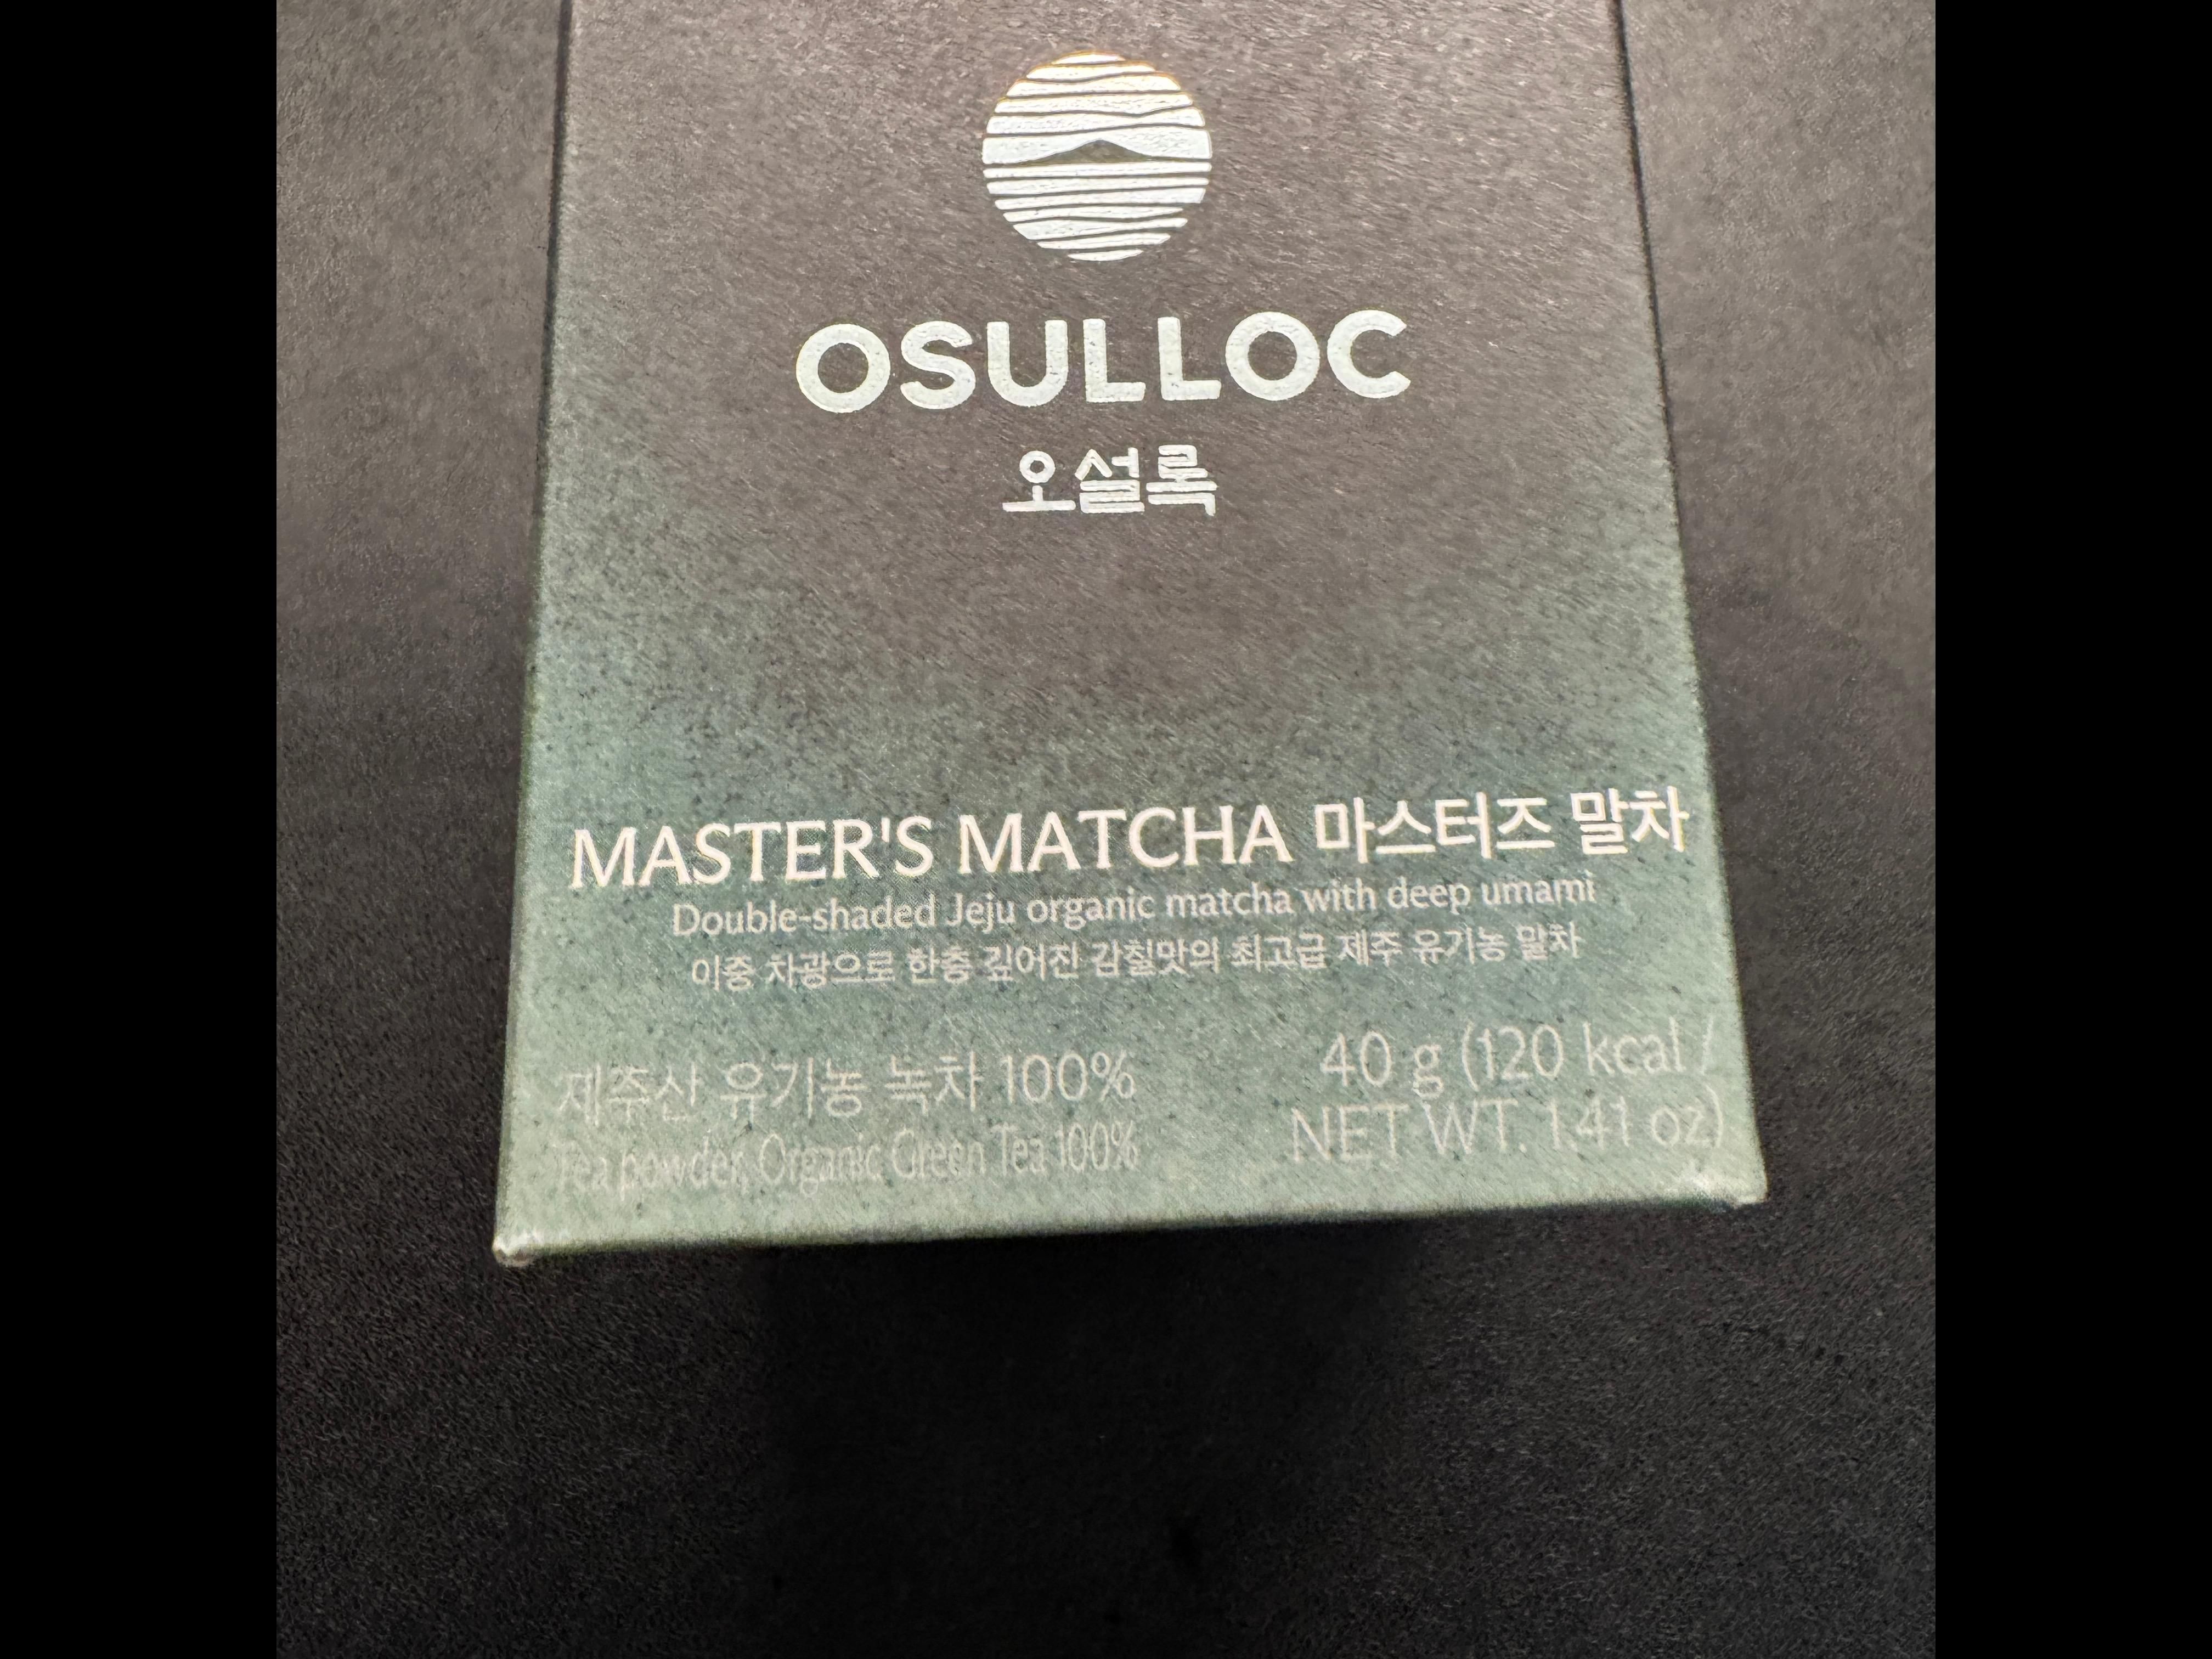 OSULLOC
오설록
MASTER'S MATCHA 마스터즈 말차
Double-shaded Jeju organic matcha with deep umami
이중 차광으로 한층 깊어진 감칠맛의 최고급 제주 유기농 말차
제주산 유기농 녹차 100%
Tea powder, Organic Green Tea 100%
40 g (120 kcal /
NET WT. 1.41 oz)